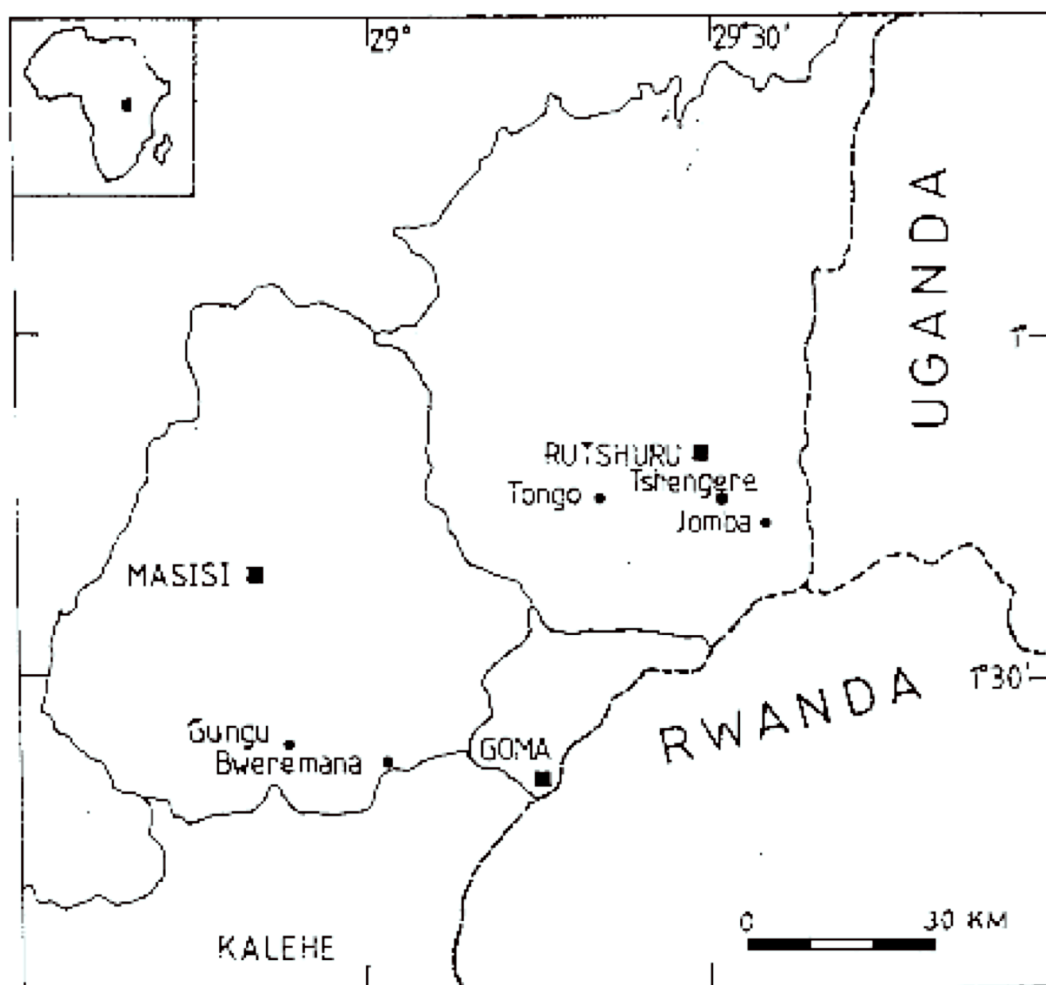 29°
29°30'
UGANDA
1°
RUTSHURU
Tshengere
Tongo
Jomba
MASISI
1°30'
RWANDA
Gungu
GOMA
Bweremana
0 30 KM
KALEHE